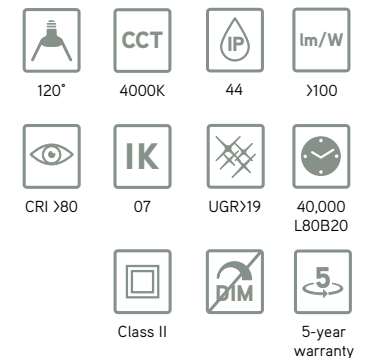 CCT
IP
lm/W
120°
4000K
44
>100
IK
CRI >80
07
UGR>19
40,000
L80B20
DIM
5
Class II
5-year
warranty